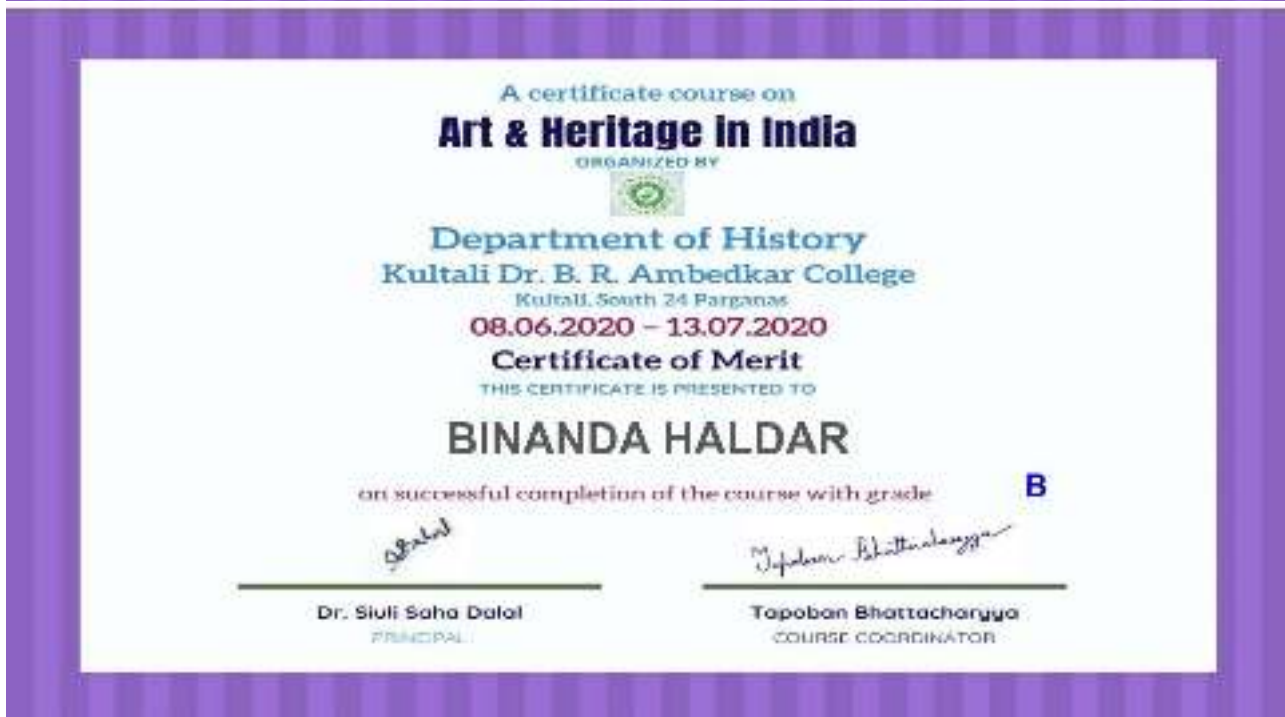 A certificate course on
Art & Heritage in India
ORGANIZED BY
Department of History
Kultali Dr. B. R. Ambedkar College
Kultali, South 24 Parganas
08.06.2020 – 13.07.2020
Certificate of Merit
THIS CERTIFICATE IS PRESENTED TO
BINANDA HALDAR
on successful completion of the course with grade B
Tapoban Bhattacharyya
Dr. Siuli Saha Dalal Tapoban Bhattacharyya
PRINCIPAL COURSE COORDINATOR